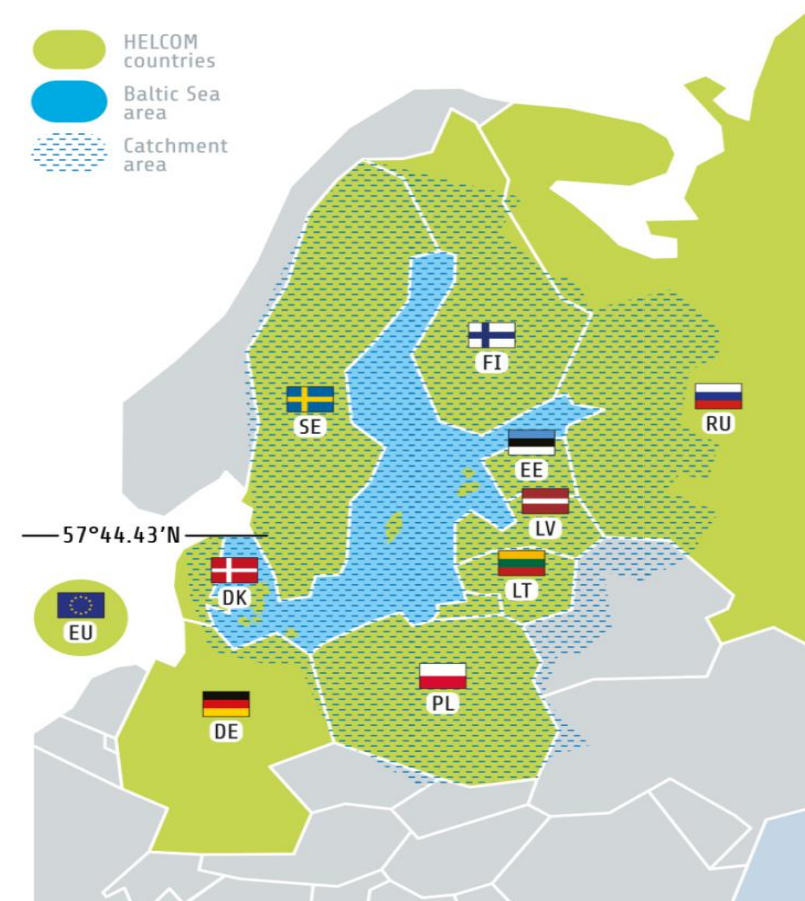 HELCOM
countries
Baltic Sea
area
Catchment
area
FI
RU
SE
EE
LV
57°44.43′N
LT
DK
EU
PL
DE